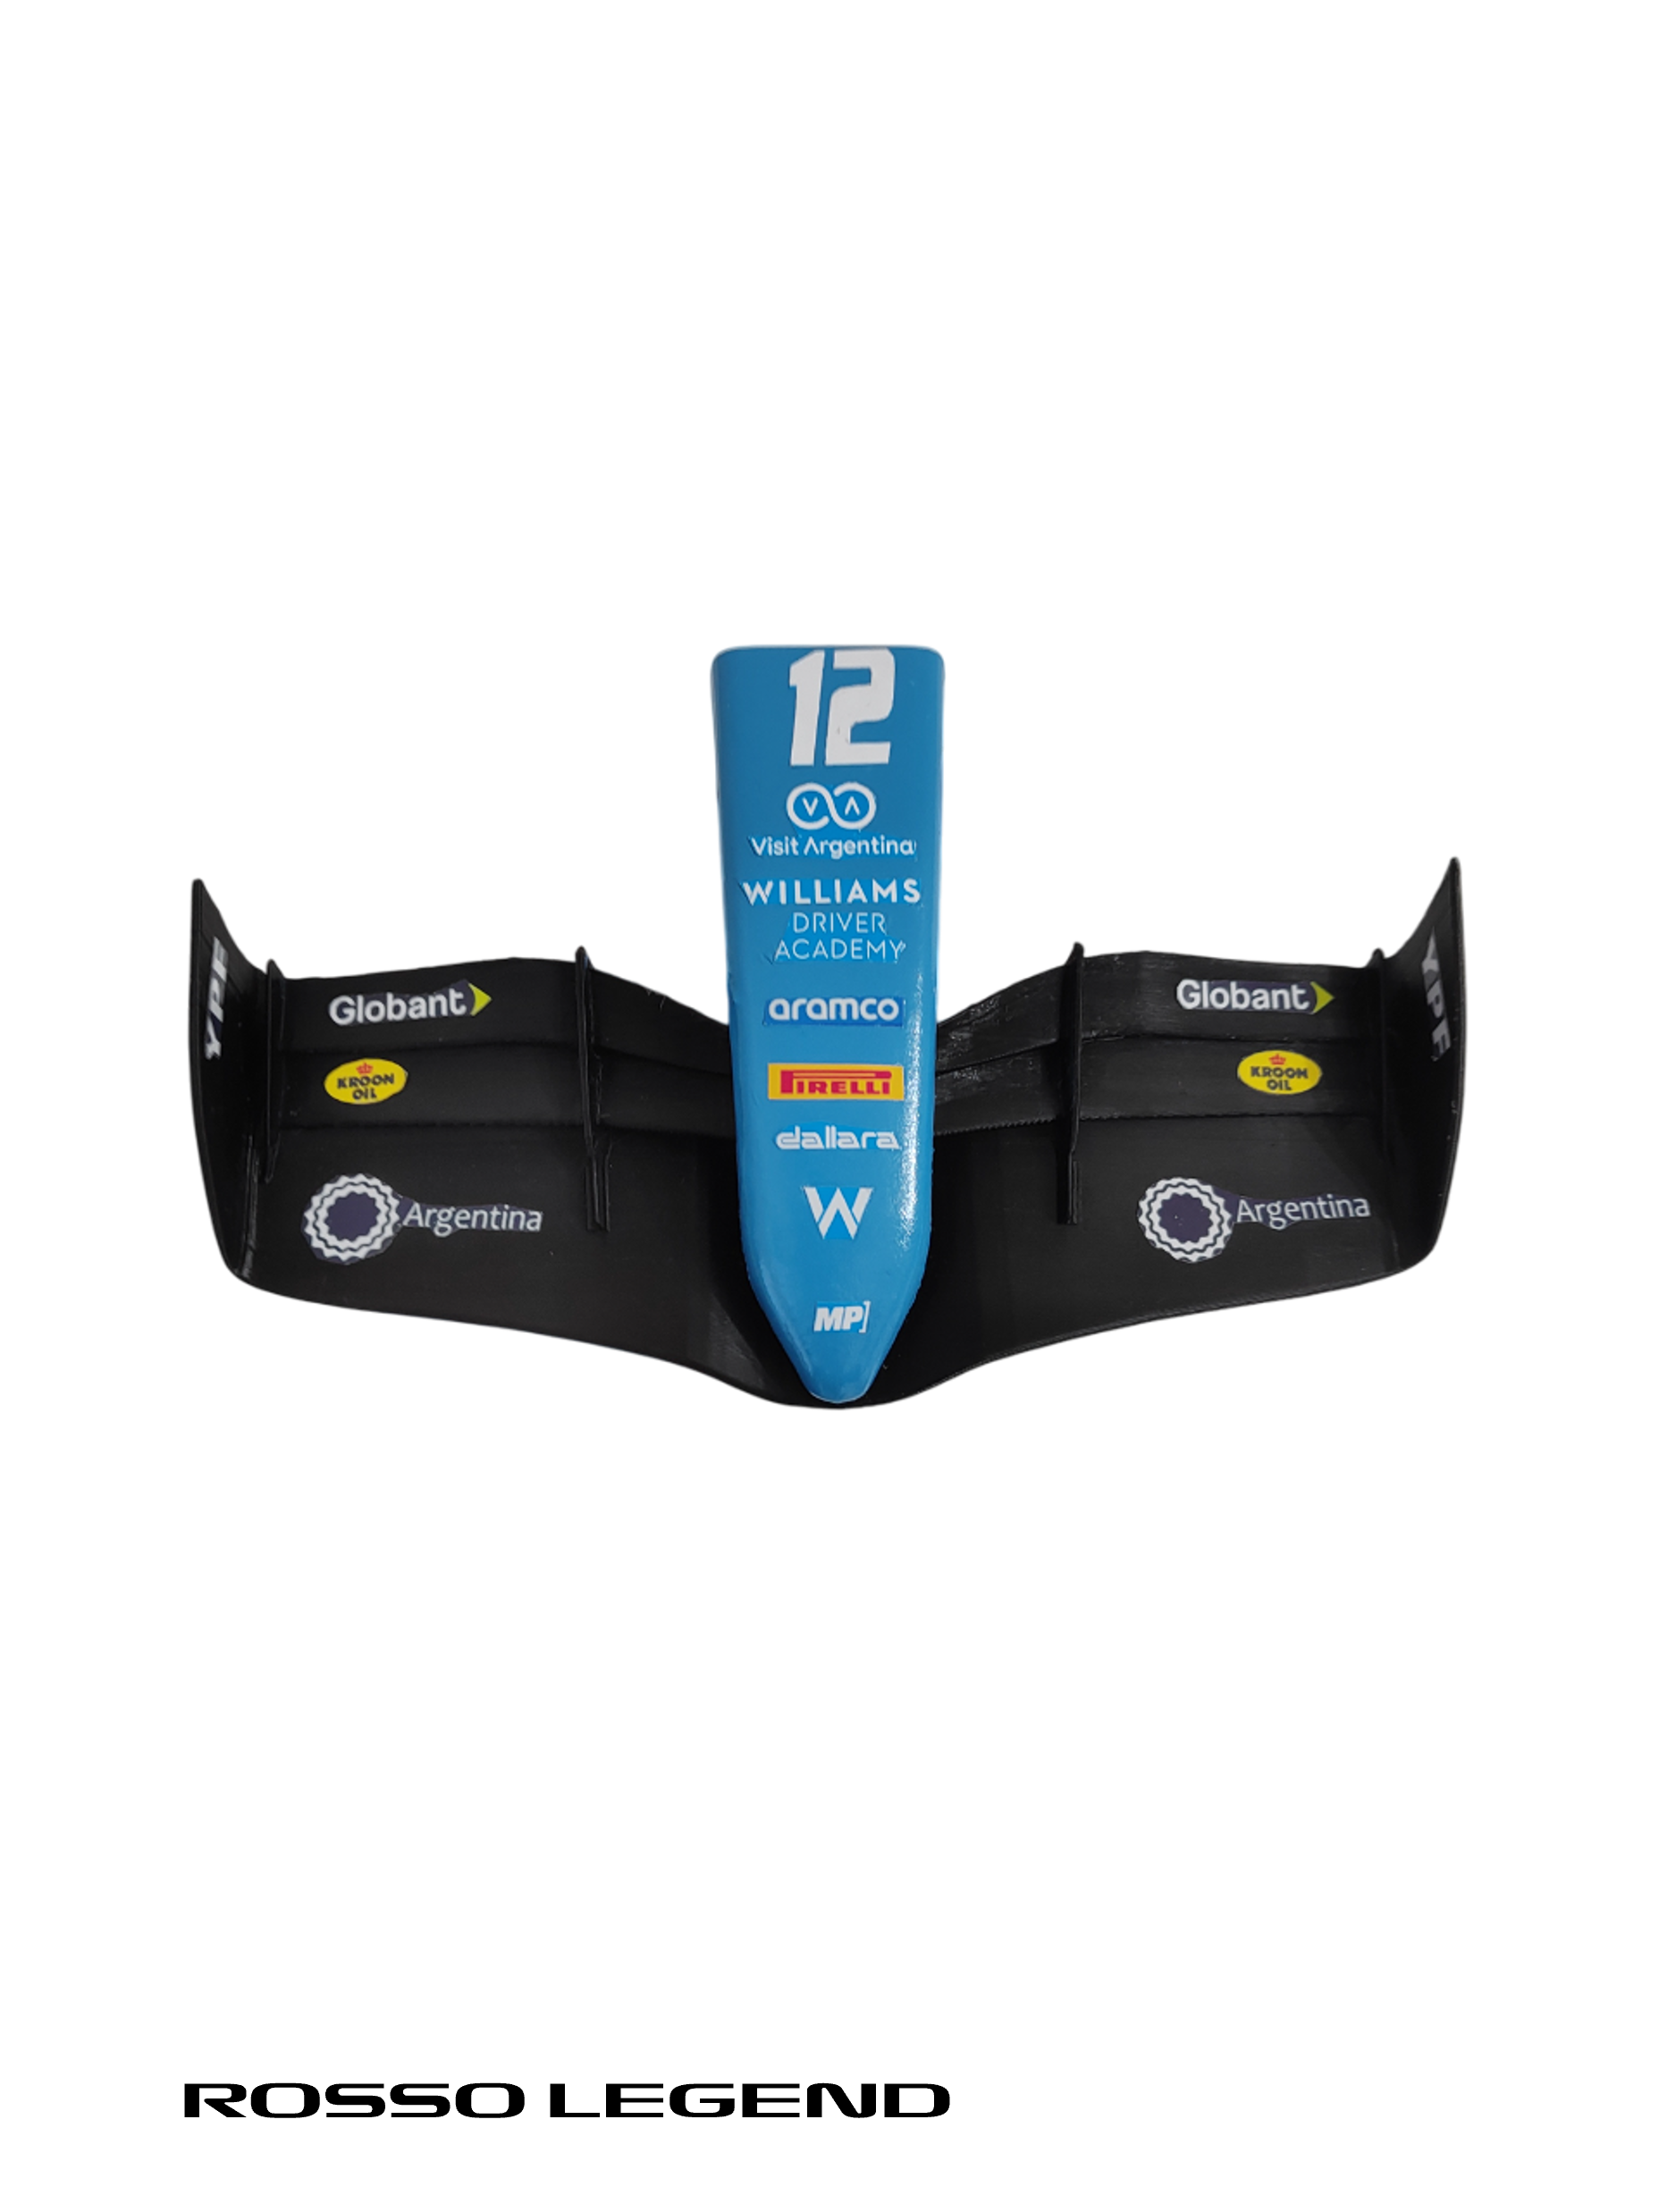 12
V A
Visit Argentina
WILLIAMS
DRIVER
ACADEMY
aramco
PIRELLI
dallara
W
MP]
YPF
Globant
KROON
OIL
Argentina
Globant
KROON
OIL
Argentina
YPF
ROSSO LEGEND